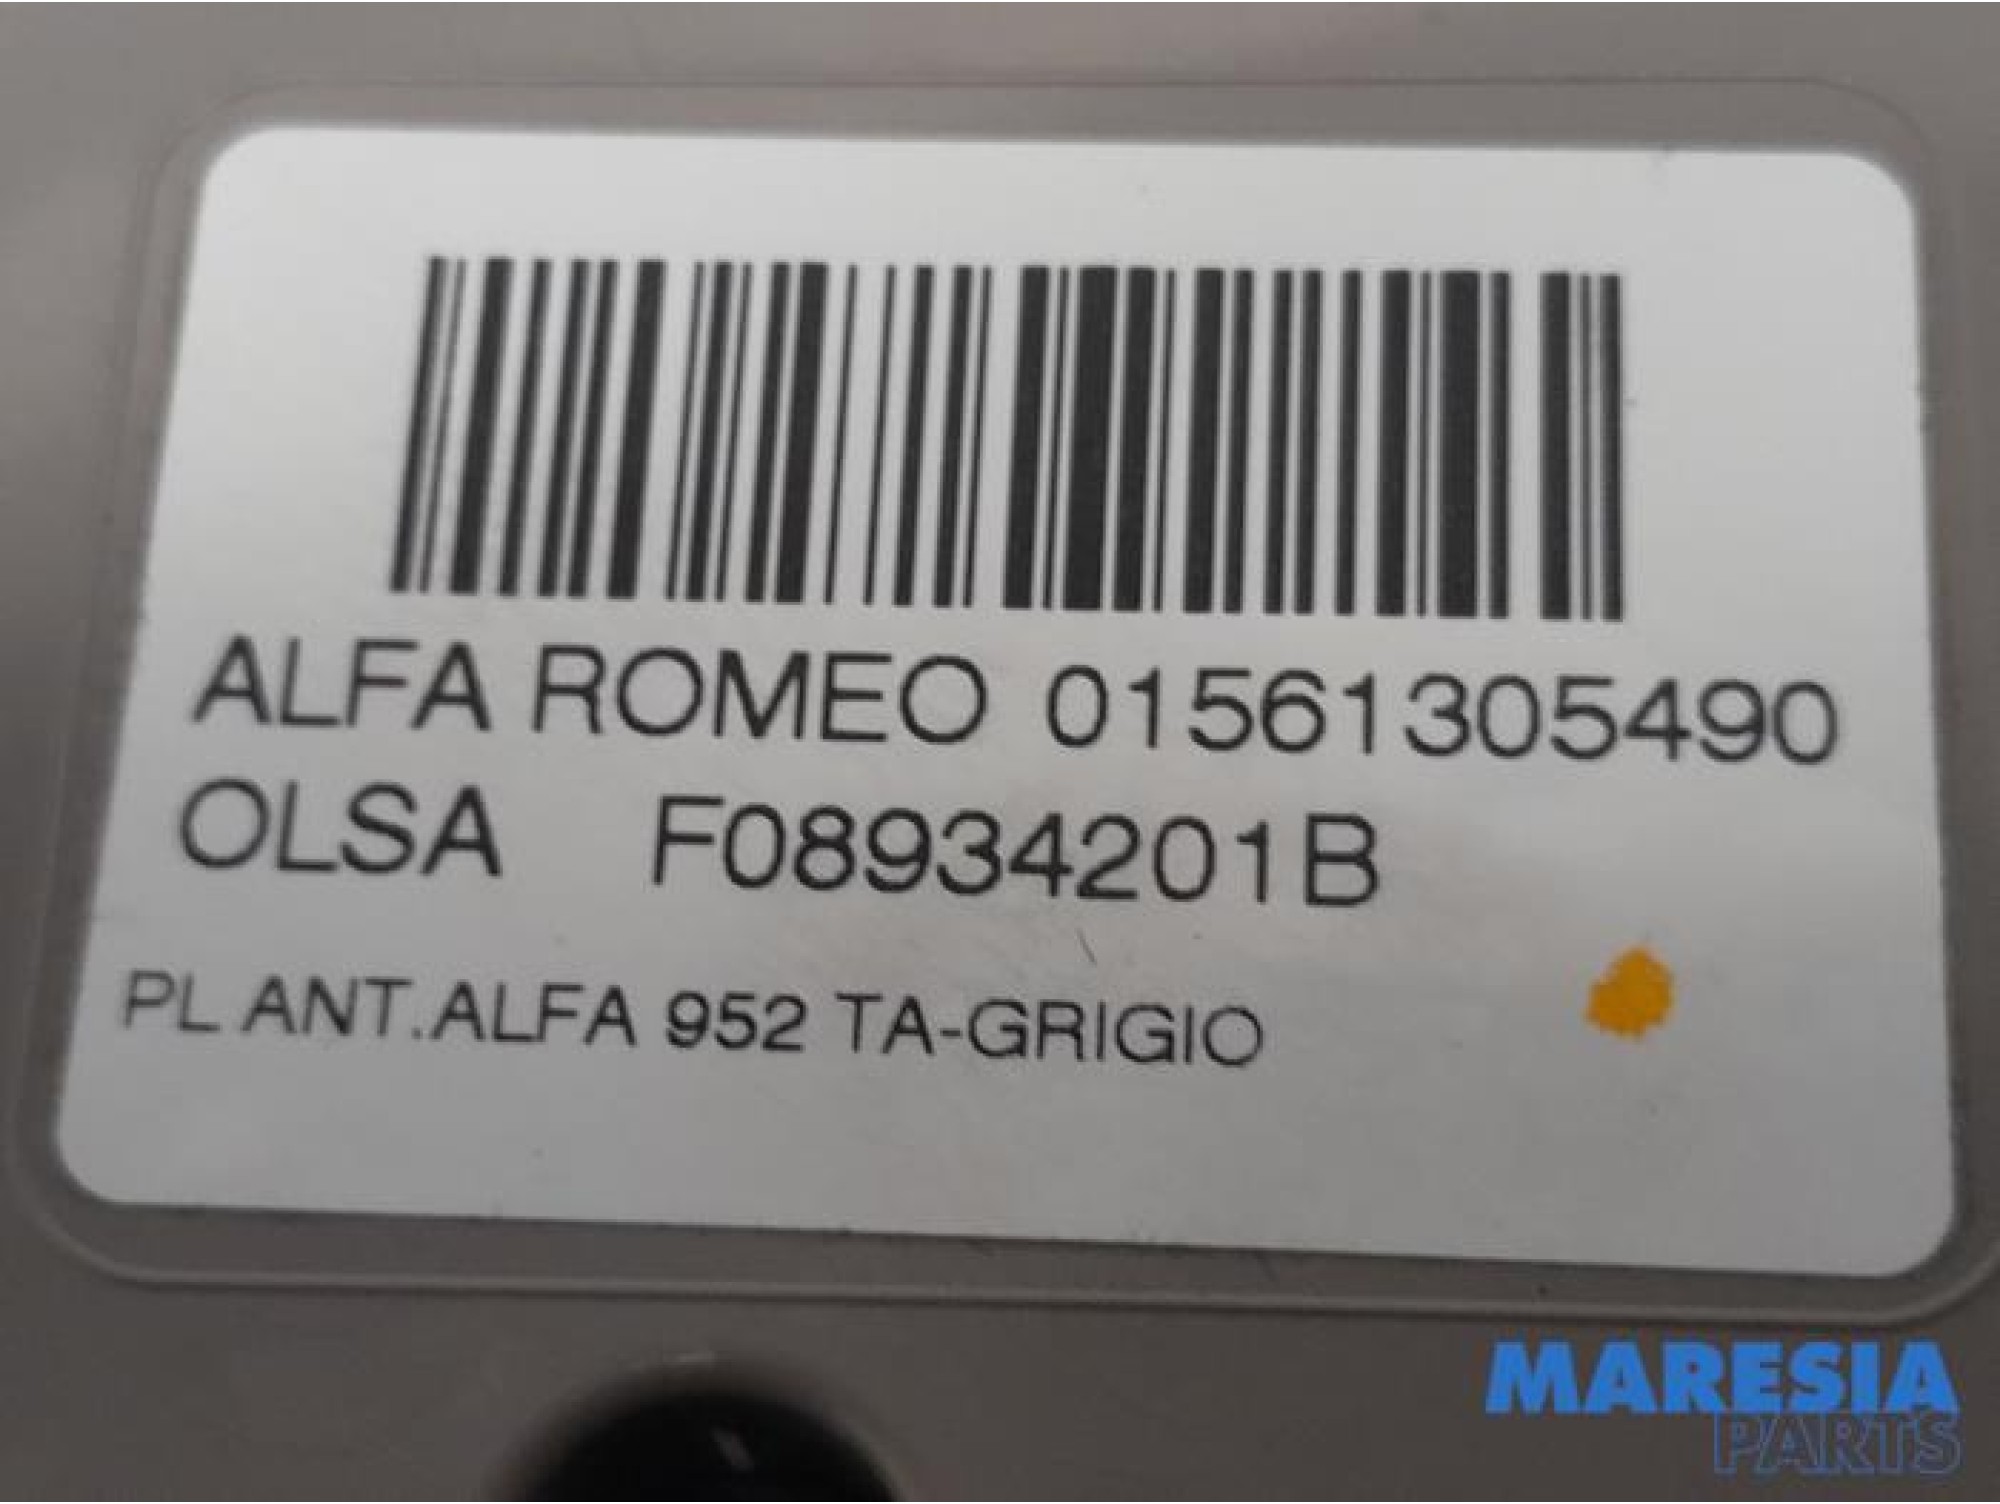 ALFA ROMEO 01561305490
OLSA F08934201B
PL ANT.ALFA 952 TA-GRIGIO
MARESIA
PARTS